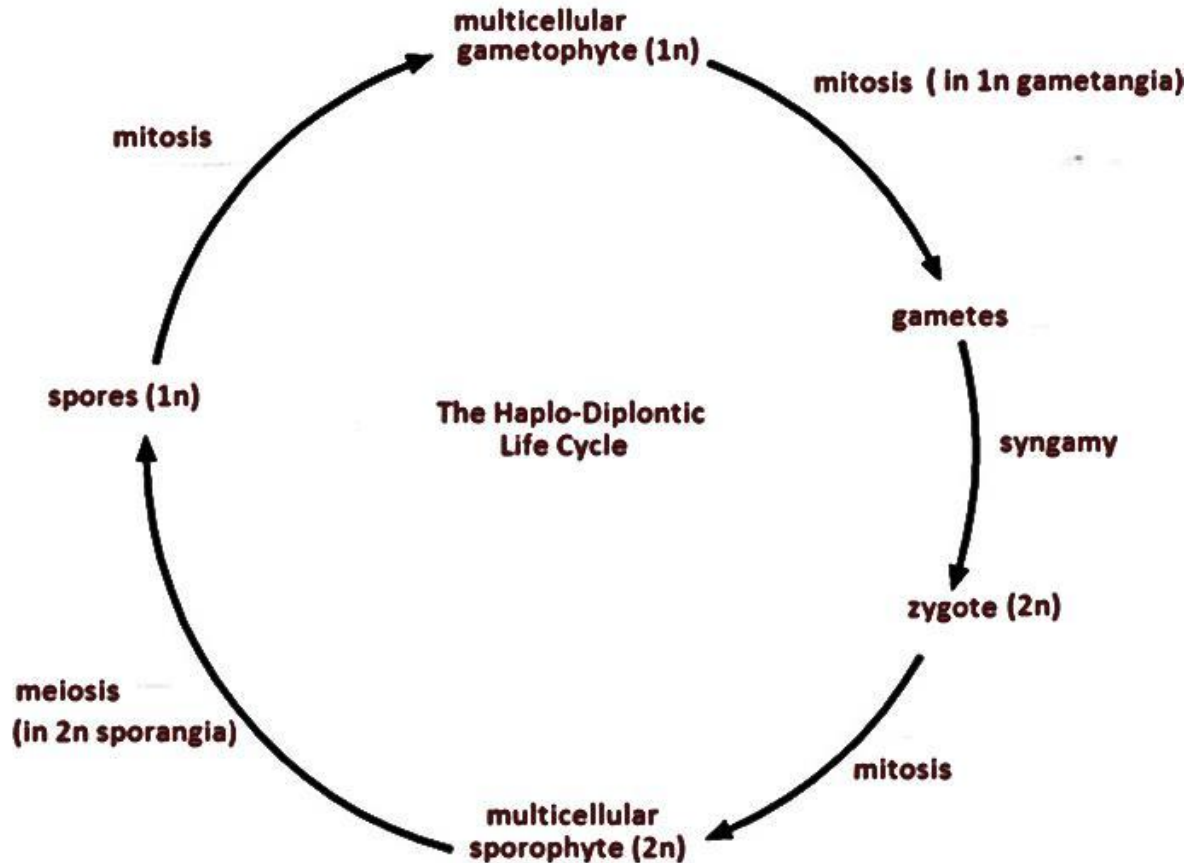 multicellular
gametophyte (1n)
mitosis ( in 1n gametangia)
mitosis
gametes
spores (1n)
The Haplo-Diplontic
Life Cycle
syngamy
zygote (2n)
meiosis
(in 2n sporangia)
mitosis
multicellular
sporophyte (2n)